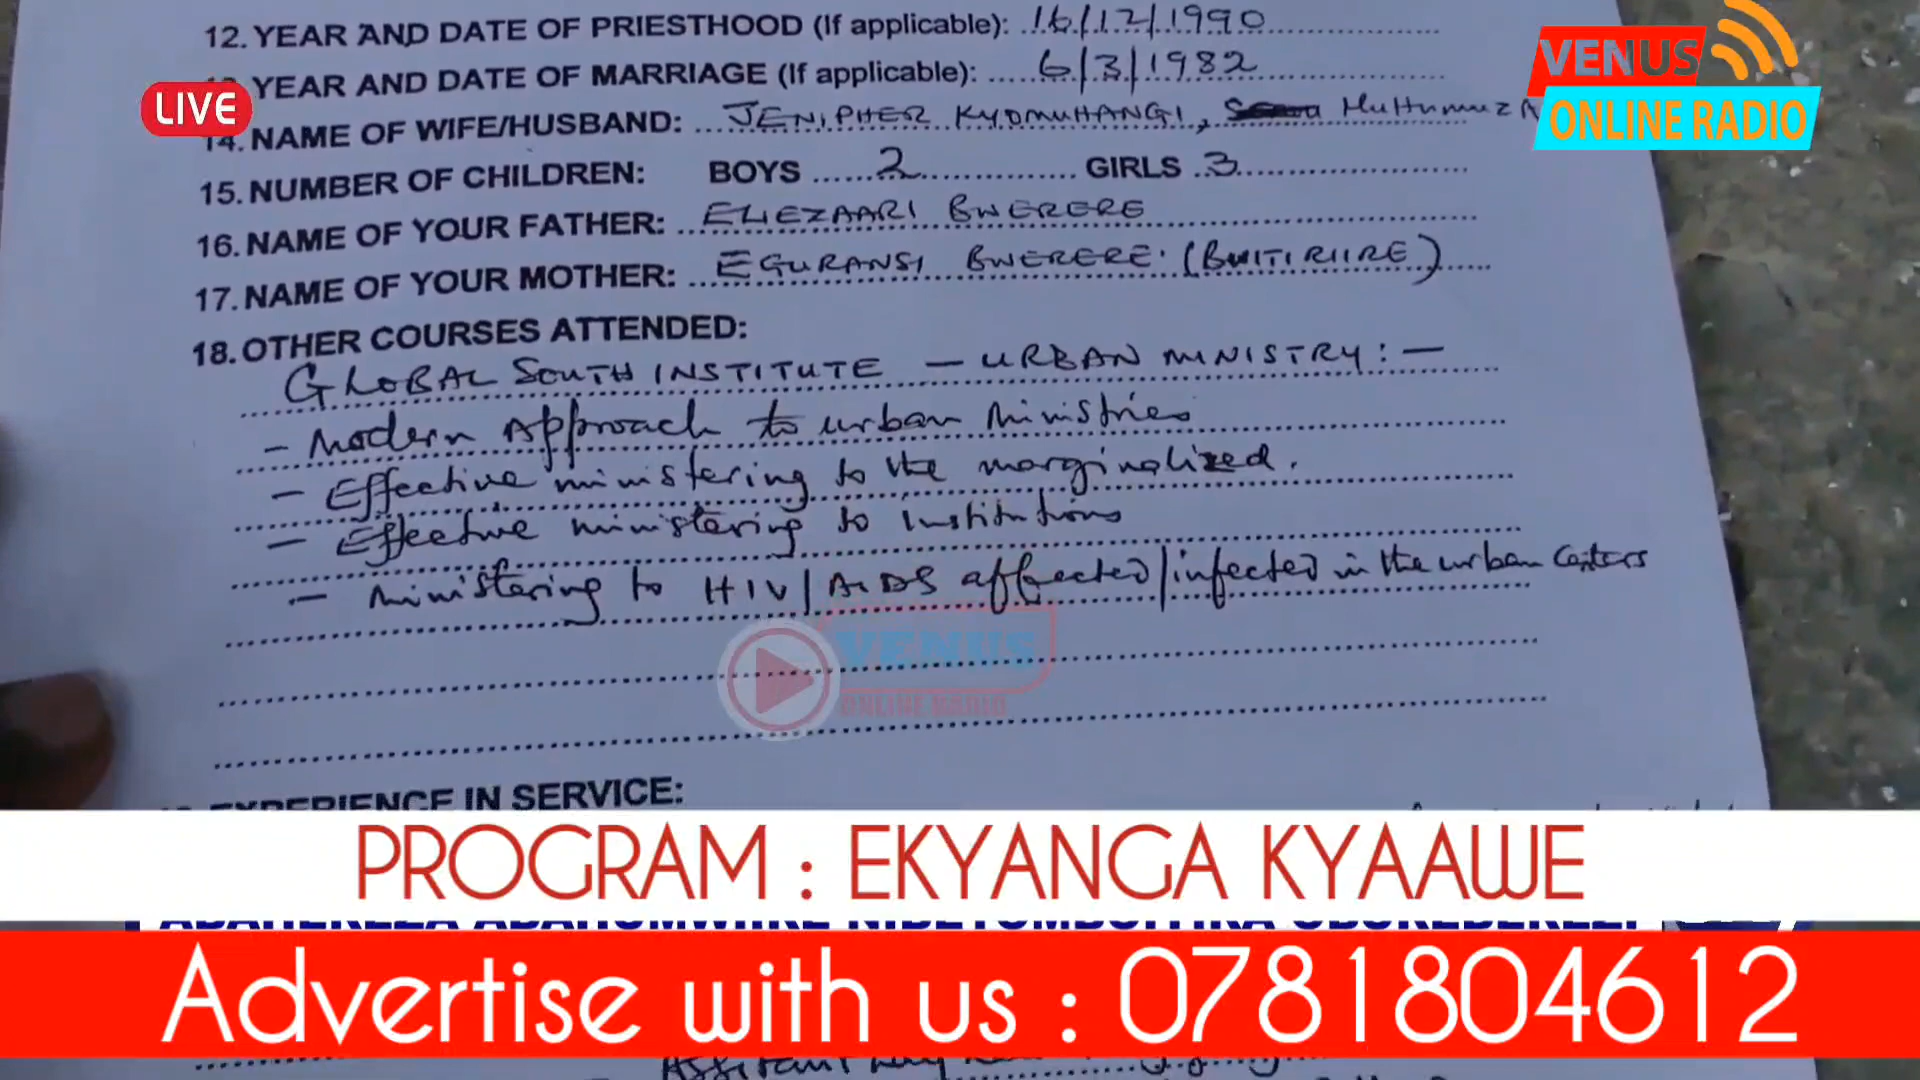 12. YEAR AND DATE OF PRIESTHOOD (If applicable): 16/12/1990
YEAR AND DATE OF MARRIAGE (If applicable): 6/3/1982
14. NAME OF WIFE/HUSBAND: JENIPHER KYOMUHANGI,
15. NUMBER OF CHILDREN: BOYS 2 GIRLS 3
16. NAME OF YOUR FATHER: ELIEZAARI BWERERE
17. NAME OF YOUR MOTHER: EGURANSI BWERERE (BWITIRIIRE)
18. OTHER COURSES ATTENDED:
GLOBAL SOUTH INSTITUTE – URBAN MINISTRY: –
- Modern Approach to urban ministries
- Effective ministering to the marginalized.
- Effective ministering to institutions
- Ministering to HIV/AIDS affected/infected in the urban centers
EXPERIENCE IN SERVICE:
LIVE
VENUS
ONLINE RADIO
VENUS
ONLINE RADIO
PROGRAM : EKYANGA KYAAWE
Advertise with us : 0781804612
Assistant